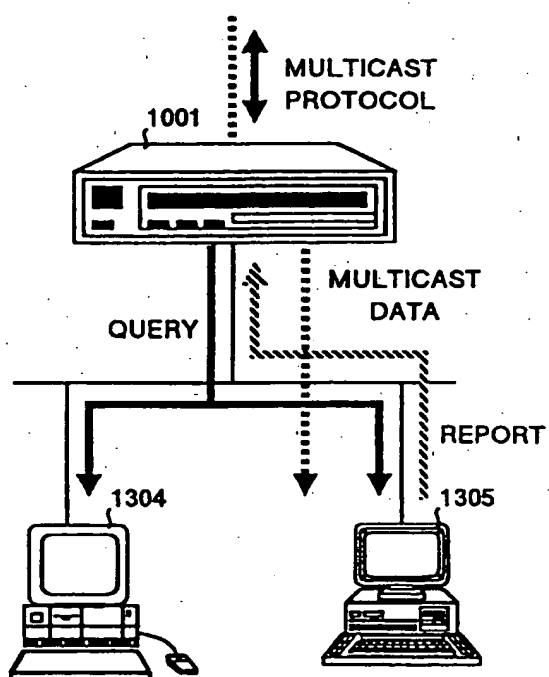 MULTICAST
PROTOCOL
1001
MULTICAST
DATA
QUERY
REPORT
1304
1305